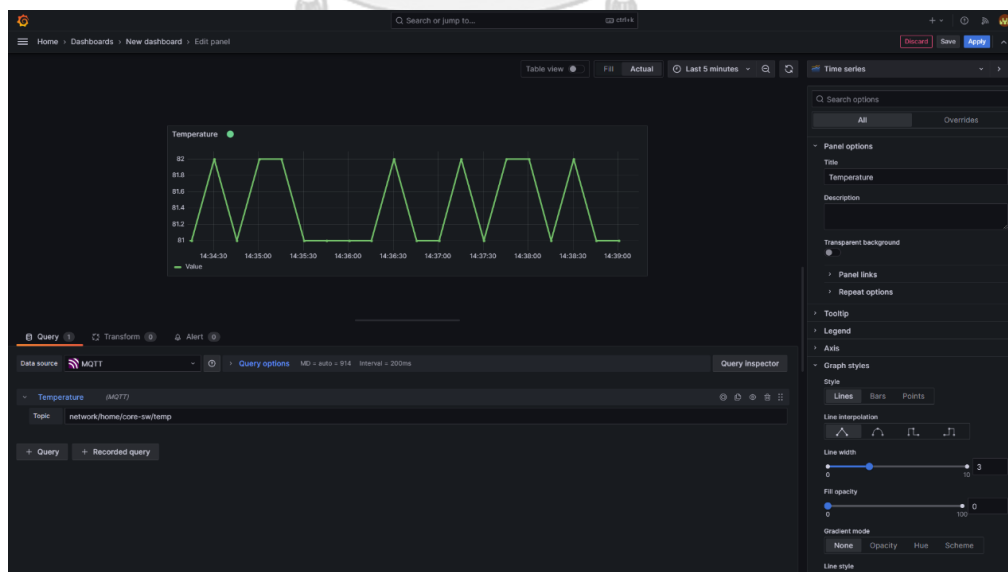 Search or jump to... ctrl+k
Home › Dashboards › New dashboard › Edit panel Discard Save Apply
Table view Fill Actual Last 5 minutes Time series
Search options
All Overrides
Panel options
Title
Temperature
Description
Transparent background
Panel links
Repeat options
Tooltip
Legend
Axis
Graph styles
Style
Lines Bars Points
Line interpolation
Line width
0 10 3
Fill opacity
0 100 0
Gradient mode
None Opacity Hue Scheme
Line style
Temperature
82
81.8
81.6
81.4
81.2
81
14:34:30 14:35:00 14:35:30 14:36:00 14:36:30 14:37:00 14:37:30 14:38:00 14:38:30 14:39:00
Value
Query 1 Transform 0 Alert 0
Data source MQTT Query options MD = auto = 914 Interval = 200ms Query inspector
Temperature (MQTT)
Topic network/home/core-sw/temp
+ Query + Recorded query